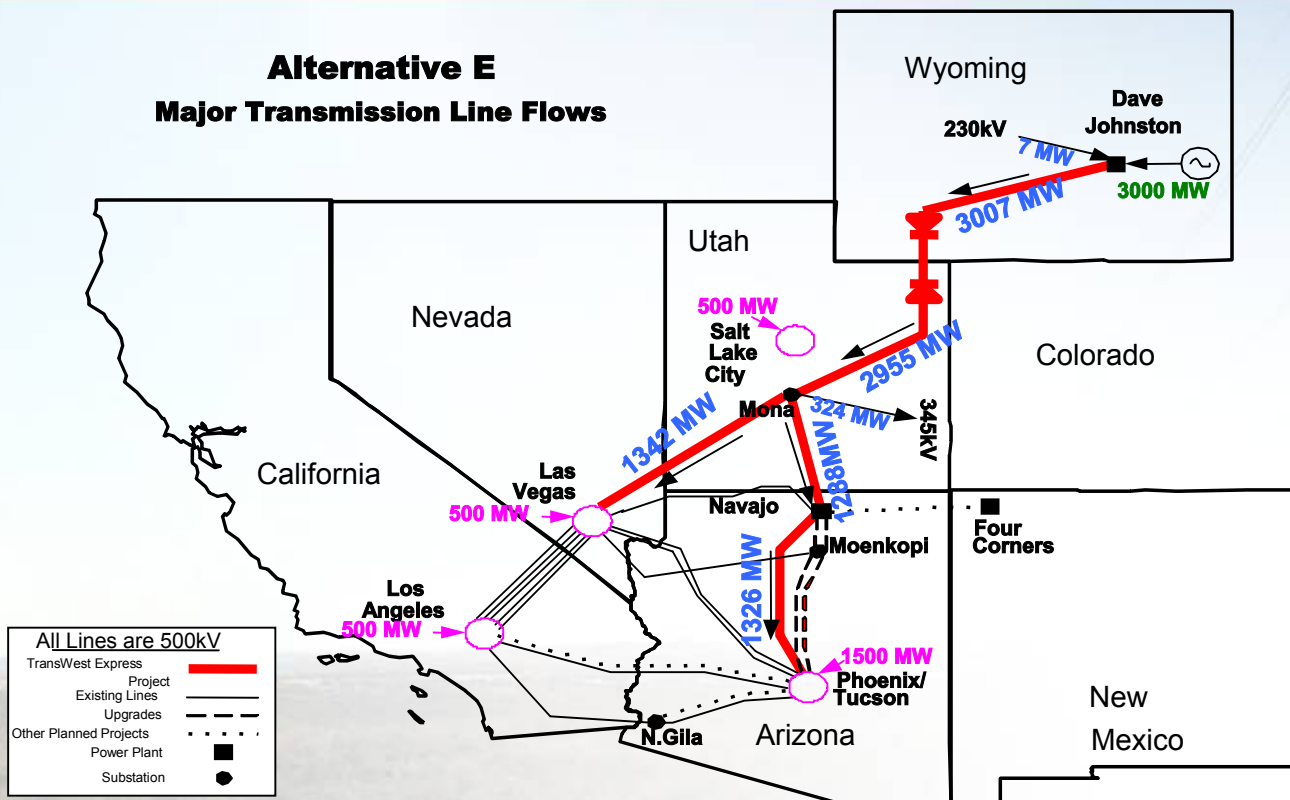 Alternative E
Major Transmission Line Flows
Wyoming
Dave
Johnston
230kV
7 MW
3000 MW
3007 MW
Utah
Nevada
500 MW
Salt
Lake
City
2955 MW
Colorado
Mona
324 MW
345kV
1342 MW
1288MW
California
Las
Vegas
500 MW
Navajo
Four
Corners
Moenkopi
1326 MW
Los
Angeles
500 MW
1500 MW
Phoenix/
Tucson
N.Gila
Arizona
New
Mexico
All Lines are 500kV
TransWest Express
Project
Existing Lines
Upgrades
Other Planned Projects
Power Plant
Substation